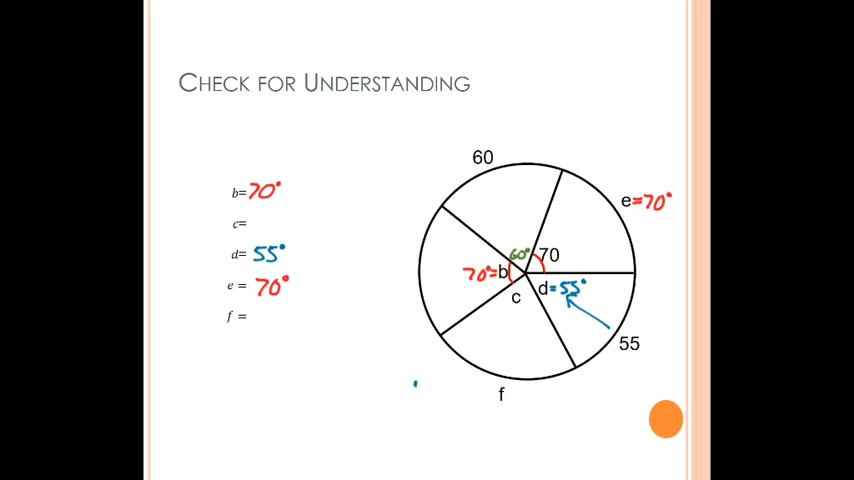 CHECK FOR UNDERSTANDING
60
b=70°
e=70°
c=
60° 70
d= 55°
70°=b
e = 70°
c
d=55°
f =
55
f